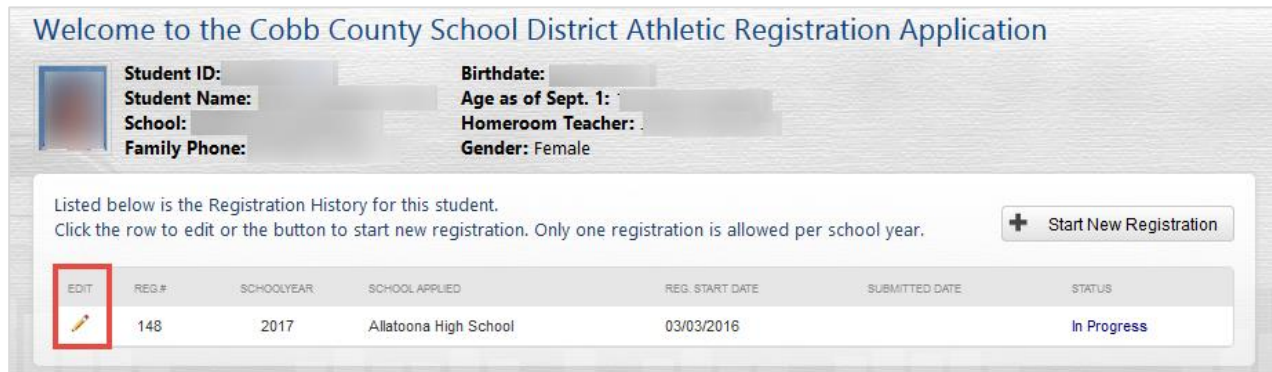 Welcome to the Cobb County School District Athletic Registration Application
Student ID: Birthdate:
Student Name: Age as of Sept. 1:
School: Homeroom Teacher:
Family Phone: Gender: Female
Listed below is the Registration History for this student.
Click the row to edit or the button to start new registration. Only one registration is allowed per school year.
+ Start New Registration
EDIT REG.# SCHOOLYEAR SCHOOL APPLIED REG. START DATE SUBMITTED DATE STATUS
148 2017 Allatoona High School 03/03/2016 In Progress